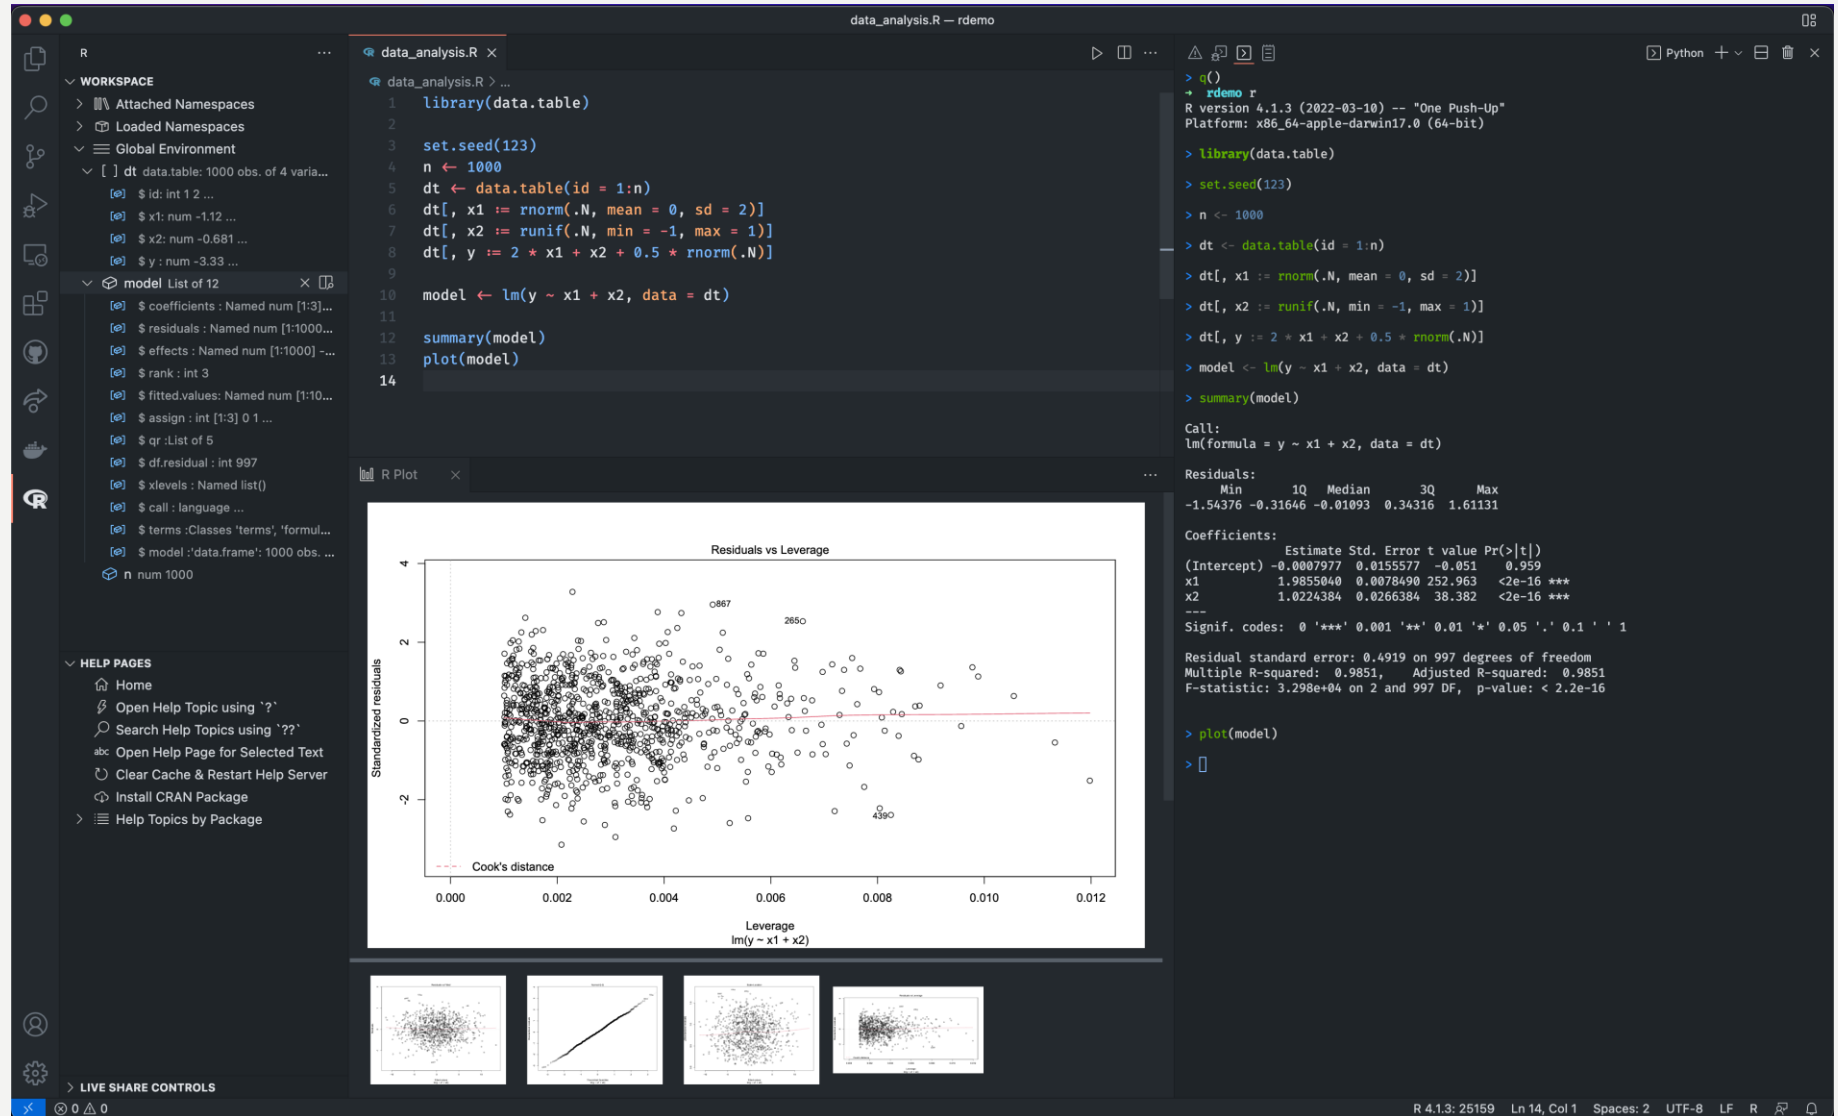 data_analysis.R — rdemo
R
WORKSPACE
Attached Namespaces
Loaded Namespaces
Global Environment
[ ] dt data.table: 1000 obs. of 4 varia...
$ id: int 1 2 ...
$ x1: num -1.12 ...
$ x2: num -0.681 ...
$ y : num -3.33 ...
model List of 12
$ coefficients : Named num [1:3]...
$ residuals : Named num [1:1000...
$ effects : Named num [1:1000] -...
$ rank : int 3
$ fitted.values: Named num [1:10...
$ assign : int [1:3] 0 1 ...
$ qr :List of 5
$ df.residual : int 997
$ xlevels : Named list()
$ call : language ...
$ terms :Classes 'terms', 'formul...
$ model :'data.frame': 1000 obs. ...
n num 1000
HELP PAGES
Home
Open Help Topic using `?`
Search Help Topics using `??`
abc Open Help Page for Selected Text
Clear Cache & Restart Help Server
Install CRAN Package
Help Topics by Package
LIVE SHARE CONTROLS
data_analysis.R
data_analysis.R > ...
1 library(data.table)
2
3 set.seed(123)
4 n <- 1000
5 dt <- data.table(id = 1:n)
6 dt[, x1 := rnorm(.N, mean = 0, sd = 2)]
7 dt[, x2 := runif(.N, min = -1, max = 1)]
8 dt[, y := 2 * x1 + x2 + 0.5 * rnorm(.N)]
9
10 model <- lm(y ~ x1 + x2, data = dt)
11
12 summary(model)
13 plot(model)
14
R Plot
Residuals vs Leverage
4
2
0
-2
Standardized residuals
867
265
439
Cook's distance
0.000 0.002 0.004 0.006 0.008 0.010 0.012
Leverage
lm(y ~ x1 + x2)
Python
> q()
→ rdemo r
R version 4.1.3 (2022-03-10) -- "One Push-Up"
Platform: x86_64-apple-darwin17.0 (64-bit)
> library(data.table)
> set.seed(123)
> n <- 1000
> dt <- data.table(id = 1:n)
> dt[, x1 := rnorm(.N, mean = 0, sd = 2)]
> dt[, x2 := runif(.N, min = -1, max = 1)]
> dt[, y := 2 * x1 + x2 + 0.5 * rnorm(.N)]
> model <- lm(y ~ x1 + x2, data = dt)
> summary(model)
Call:
lm(formula = y ~ x1 + x2, data = dt)
Residuals:
Min 1Q Median 3Q Max
-1.54376 -0.31646 -0.01093 0.34316 1.61131
Coefficients:
Estimate Std. Error t value Pr(>|t|)
(Intercept) -0.0007977 0.0155577 -0.051 0.959
x1 1.9855040 0.0078490 252.963 <2e-16 ***
x2 1.0224384 0.0266384 38.382 <2e-16 ***
---
Signif. codes: 0 '***' 0.001 '**' 0.01 '*' 0.05 '.' 0.1 ' ' 1
Residual standard error: 0.4919 on 997 degrees of freedom
Multiple R-squared: 0.9851, Adjusted R-squared: 0.9851
F-statistic: 3.298e+04 on 2 and 997 DF, p-value: < 2.2e-16
> plot(model)
>
0 0
R 4.1.3: 25159 Ln 14, Col 1 Spaces: 2 UTF-8 LF R